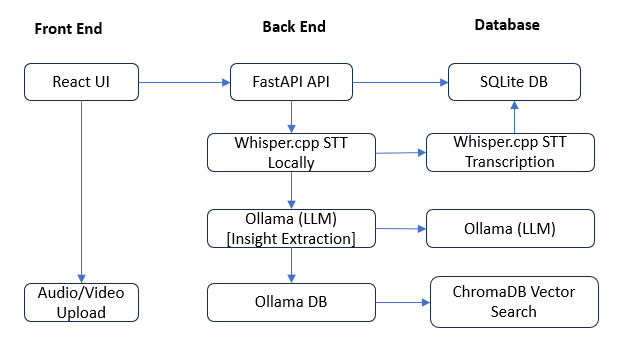 Front End
Back End
Database
React UI
FastAPI API
SQLite DB
Whisper.cpp STT
Locally
Whisper.cpp STT
Transcription
Ollama (LLM)
[Insight Extraction]
Ollama (LLM)
Audio/Video
Upload
Ollama DB
ChromaDB Vector
Search